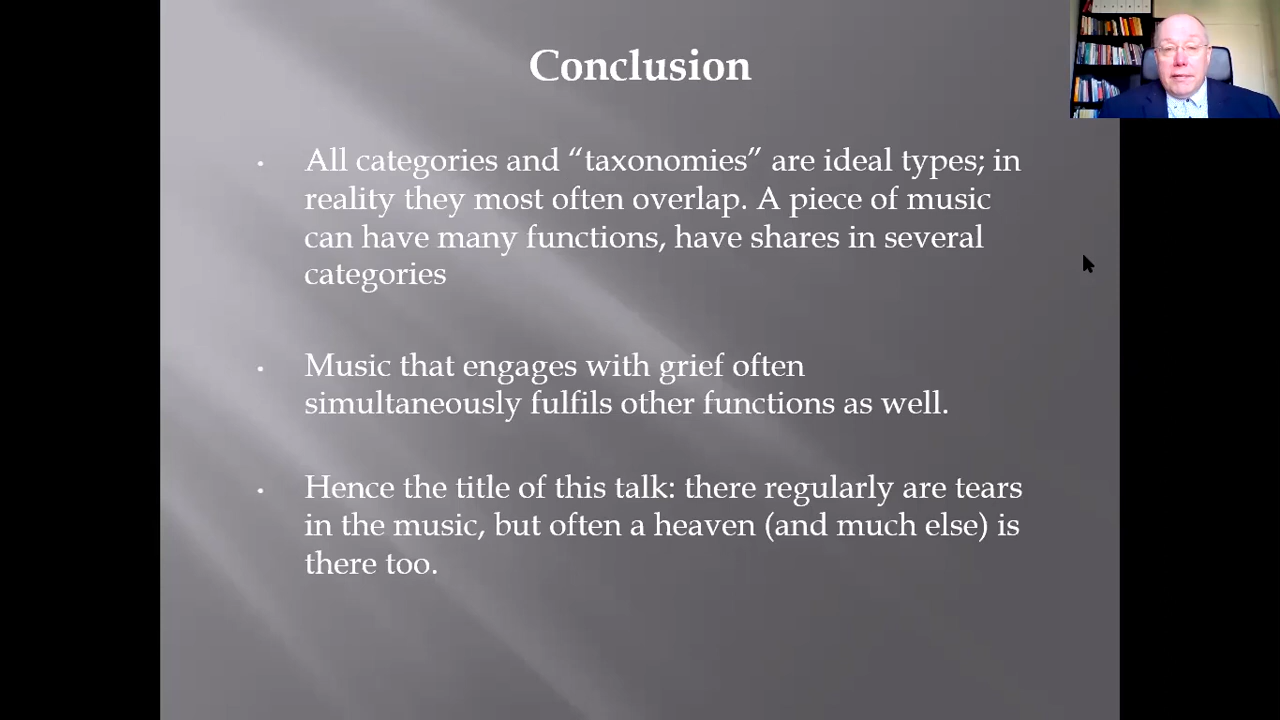 Conclusion
• All categories and “taxonomies” are ideal types; in
reality they most often overlap. A piece of music
can have many functions, have shares in several
categories
• Music that engages with grief often
simultaneously fulfils other functions as well.
• Hence the title of this talk: there regularly are tears
in the music, but often a heaven (and much else) is
there too.